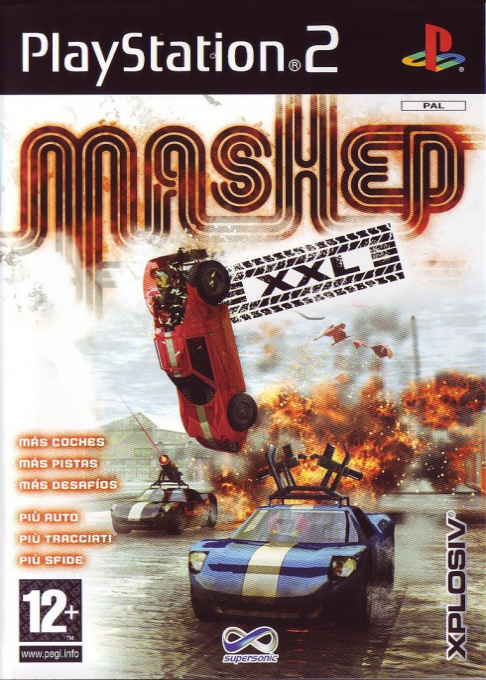 PlayStation®2
PAL
MASHED
XXL
MÁS COCHES
MÁS PISTAS
MÁS DESAFÍOS
PIÙ AUTO
PIÙ TRACCIATI
PIÙ SFIDE
12+
www.pegi.info
supersonic
XPLOSIV